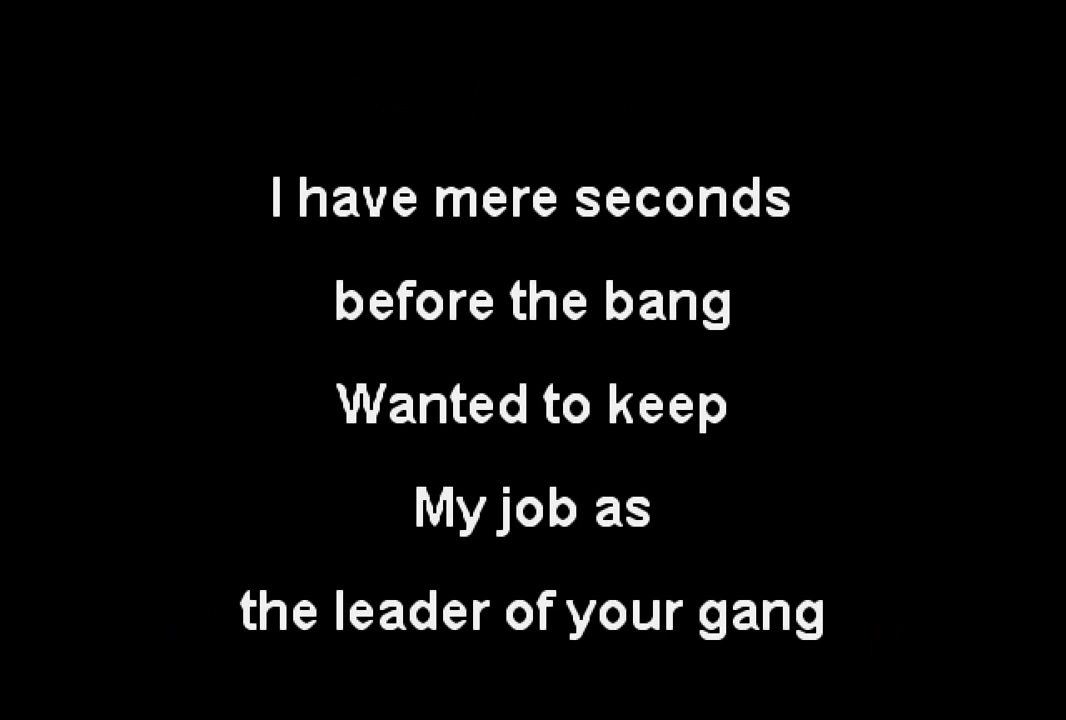 I have mere seconds
before the bang
Wanted to keep
My job as
the leader of your gang